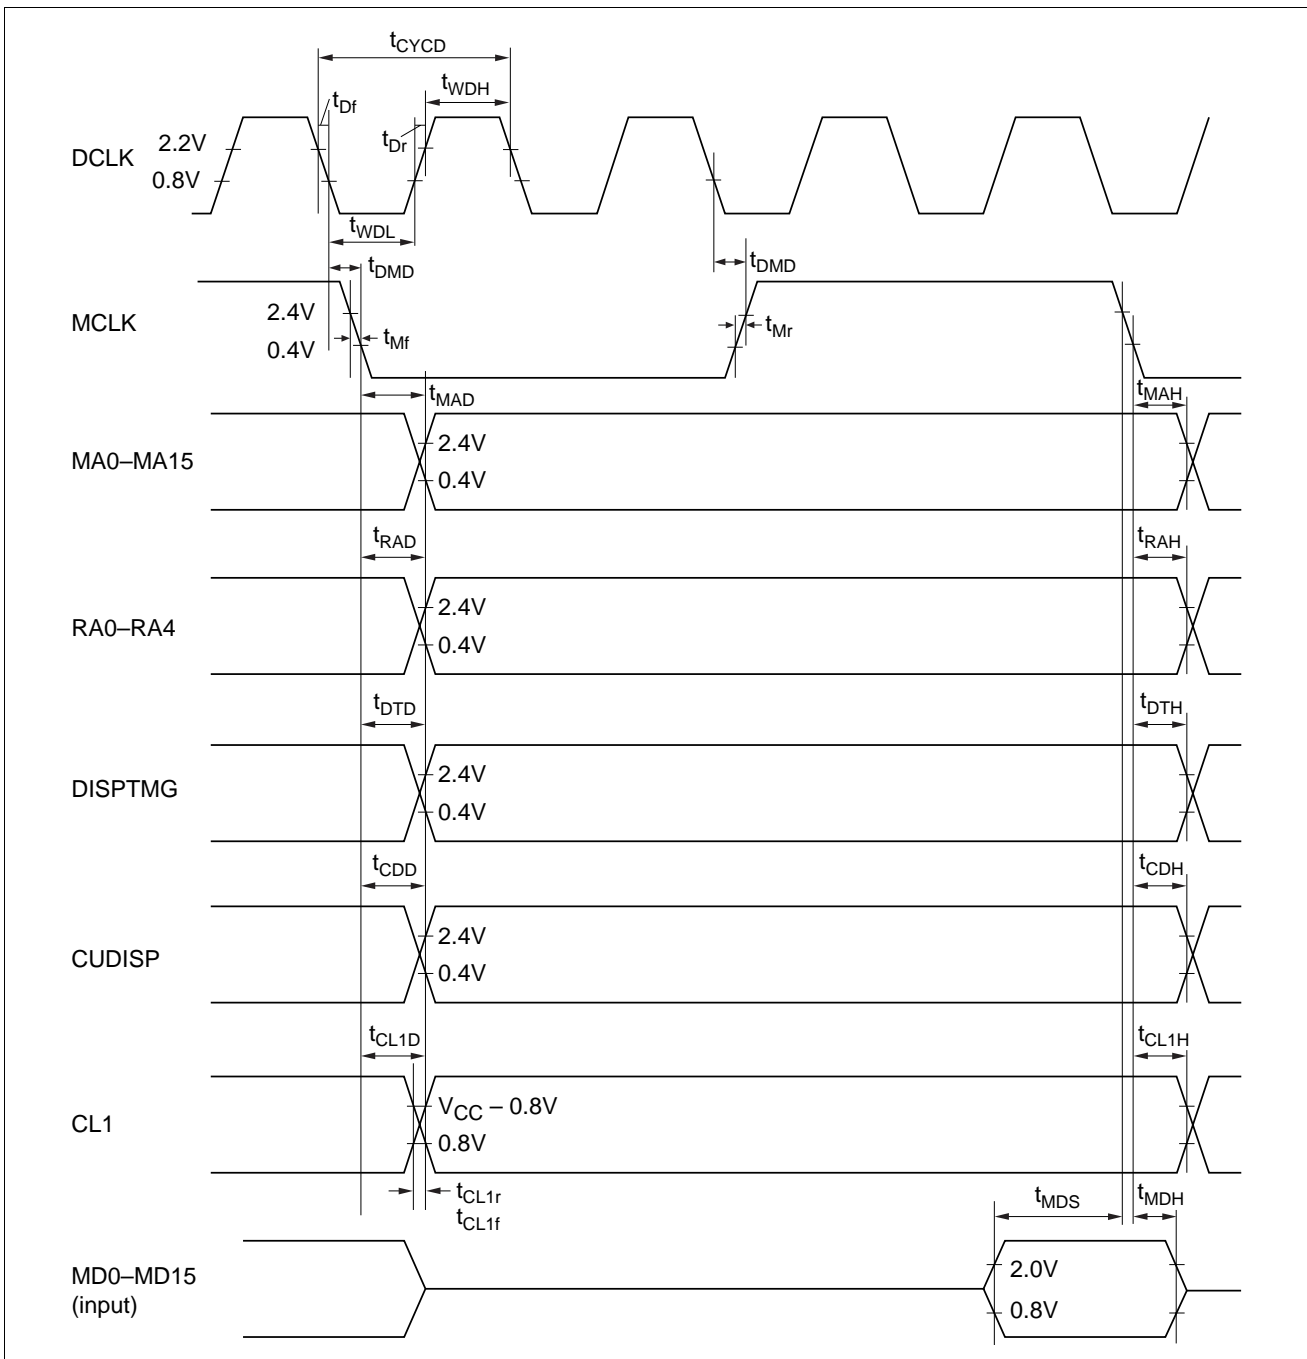 tCYCD
tWDH
tDf
tDr
DCLK
2.2V
0.8V
tWDL
tDMD
tDMD
MCLK
2.4V
0.4V
tMf
tMr
tMAD
tMAH
MA0–MA15
2.4V
0.4V
tRAD
tRAH
RA0–RA4
2.4V
0.4V
tDTD
tDTH
DISPTMG
2.4V
0.4V
tCDD
tCDH
CUDISP
2.4V
0.4V
tCL1D
tCL1H
CL1
VCC – 0.8V
0.8V
tCL1r
tCL1f
tMDS
tMDH
MD0–MD15
(input)
2.0V
0.8V